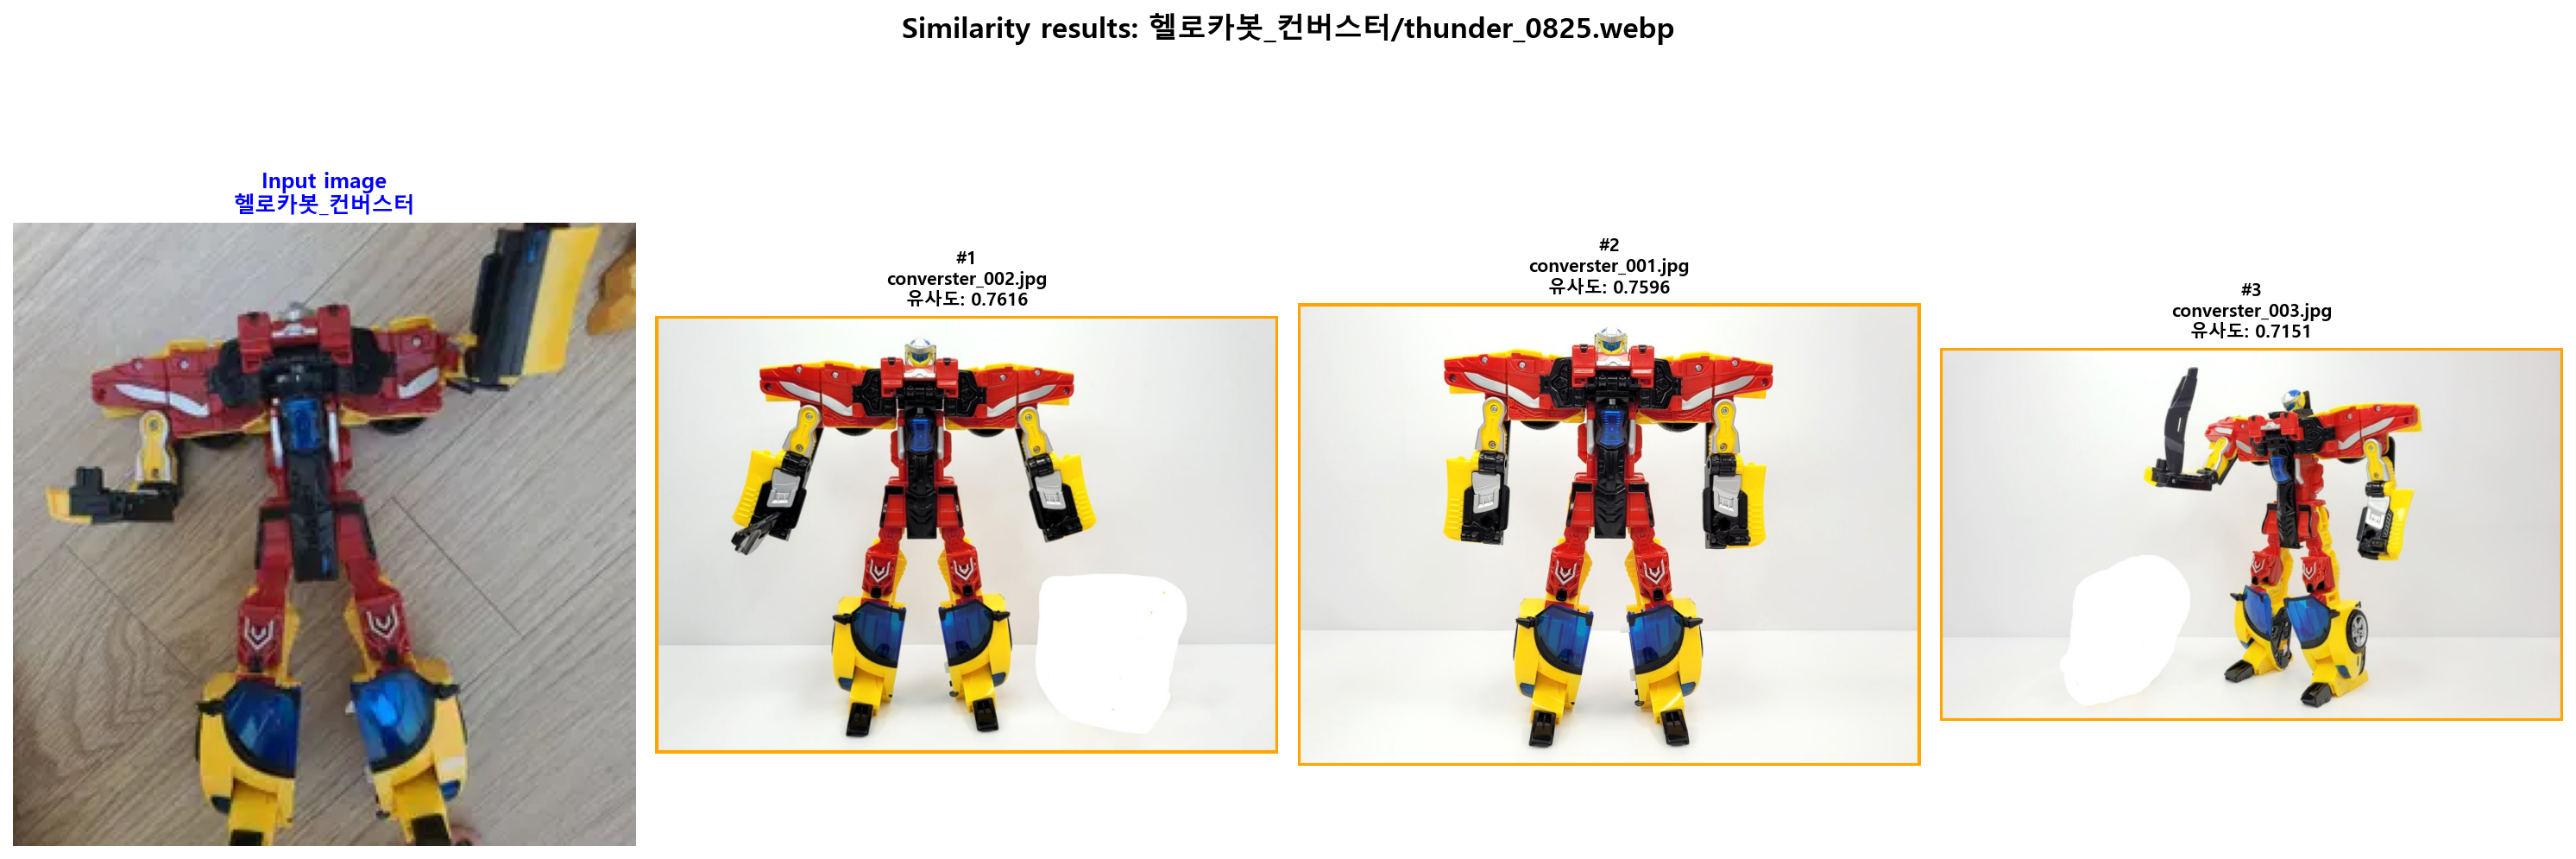 Similarity results: 헬로카봇_컨버스터/thunder_0825.webp
Input image
헬로카봇_컨버스터
#1
converster_002.jpg
유사도: 0.7616
#2
converster_001.jpg
유사도: 0.7596
#3
converster_003.jpg
유사도: 0.7151